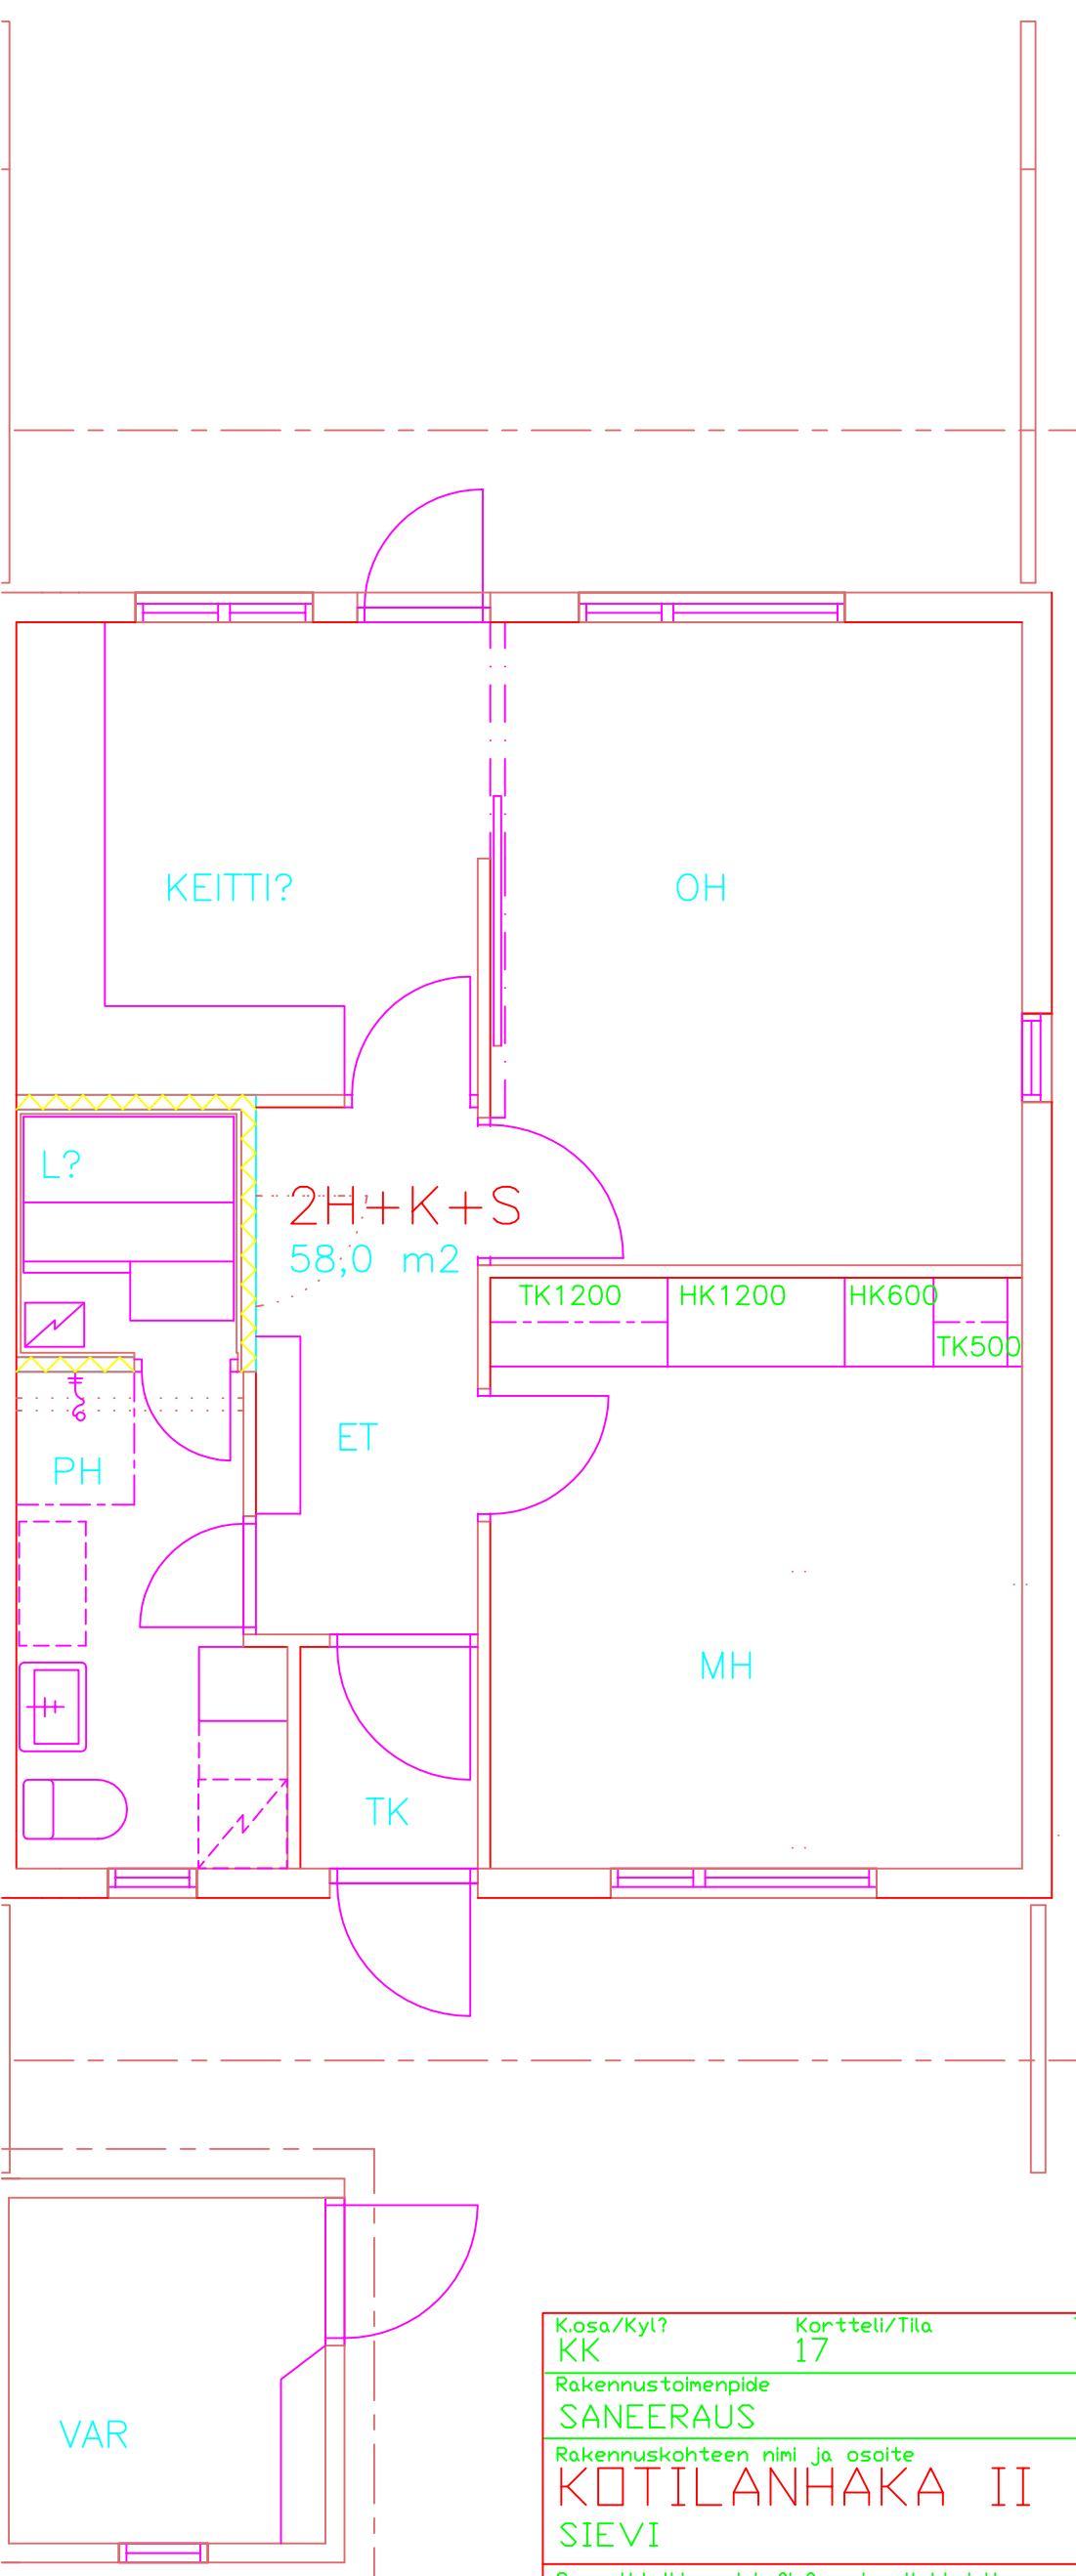 KEITTI?
OH
L?
2H+K+S
58,0 m2
TK1200
HK1200
HK600
TK500
ET
PH
MH
TK
VAR
K.osa/Kyl?
Kortteli/Tila
KK
17
Rakennustoimenpide
SANEERAUS
Rakennuskohteen nimi ja osoite
KOTILANHAKA II
SIEVI